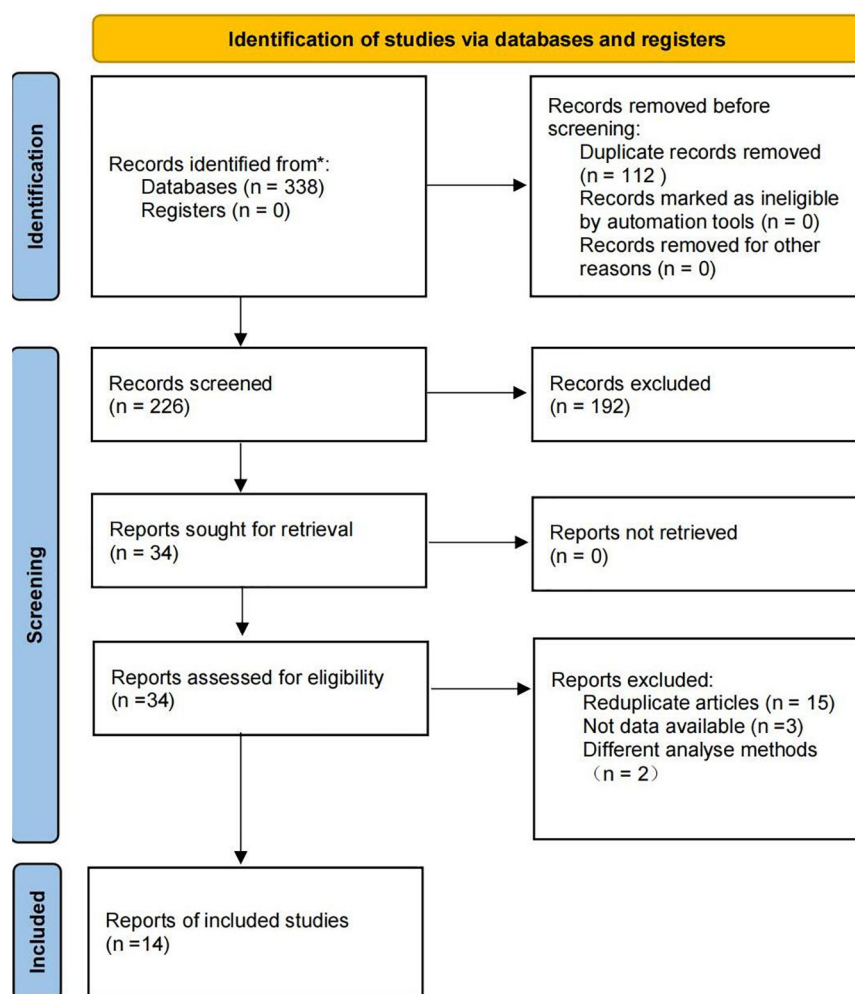 Identification of studies via databases and registers
Identification
Records identified from*:
Databases (n = 338)
Registers (n = 0)
Records removed before
screening:
Duplicate records removed
(n = 112 )
Records marked as ineligible
by automation tools (n = 0)
Records removed for other
reasons (n = 0)
Screening
Records screened
(n = 226)
Records excluded
(n = 192)
Reports sought for retrieval
(n = 34)
Reports not retrieved
(n = 0)
Reports assessed for eligibility
(n =34)
Reports excluded:
Reduplicate articles (n = 15)
Not data available (n =3)
Different analyse methods
（n = 2）
Included
Reports of included studies
(n =14)